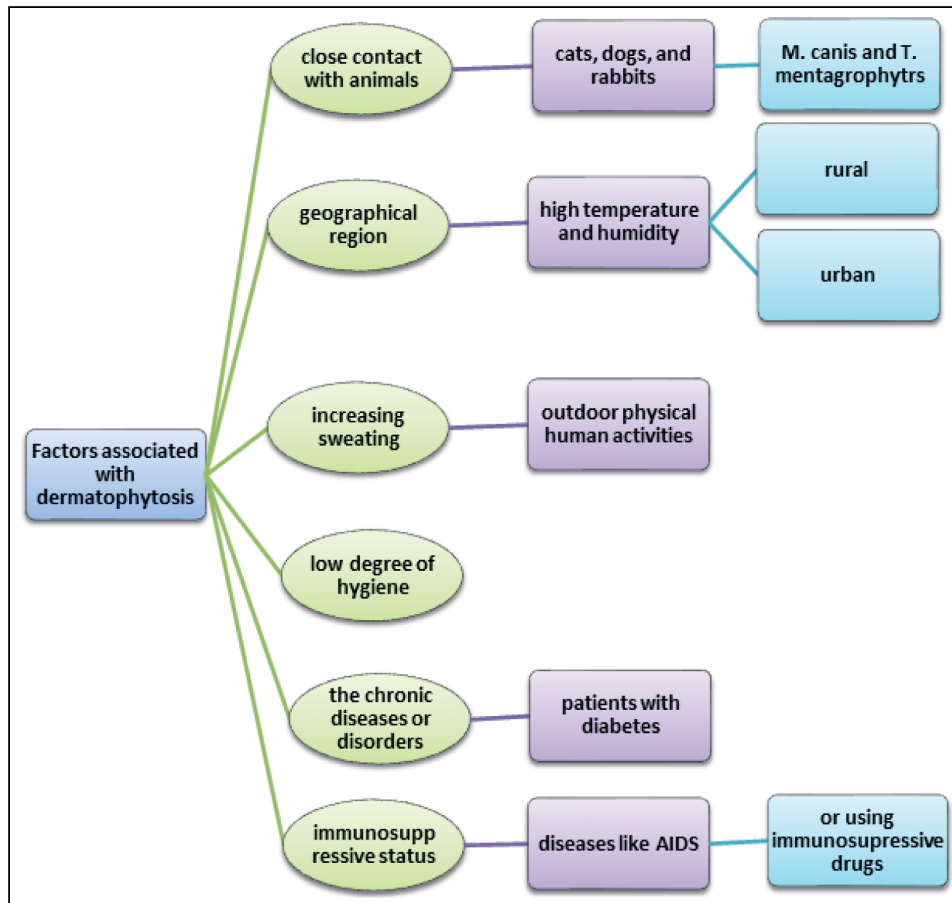 Factors associated
with
dermatophytosis
close contact
with animals
cats, dogs, and
rabbits
M. canis and T.
mentagrophytrs
geographical
region
high temperature
and humidity
rural
urban
increasing
sweating
outdoor physical
human activities
low degree of
hygiene
the chronic
diseases or
disorders
patients with
diabetes
immunosupp
ressive status
diseases like AIDS
or using
immunosupressive
drugs